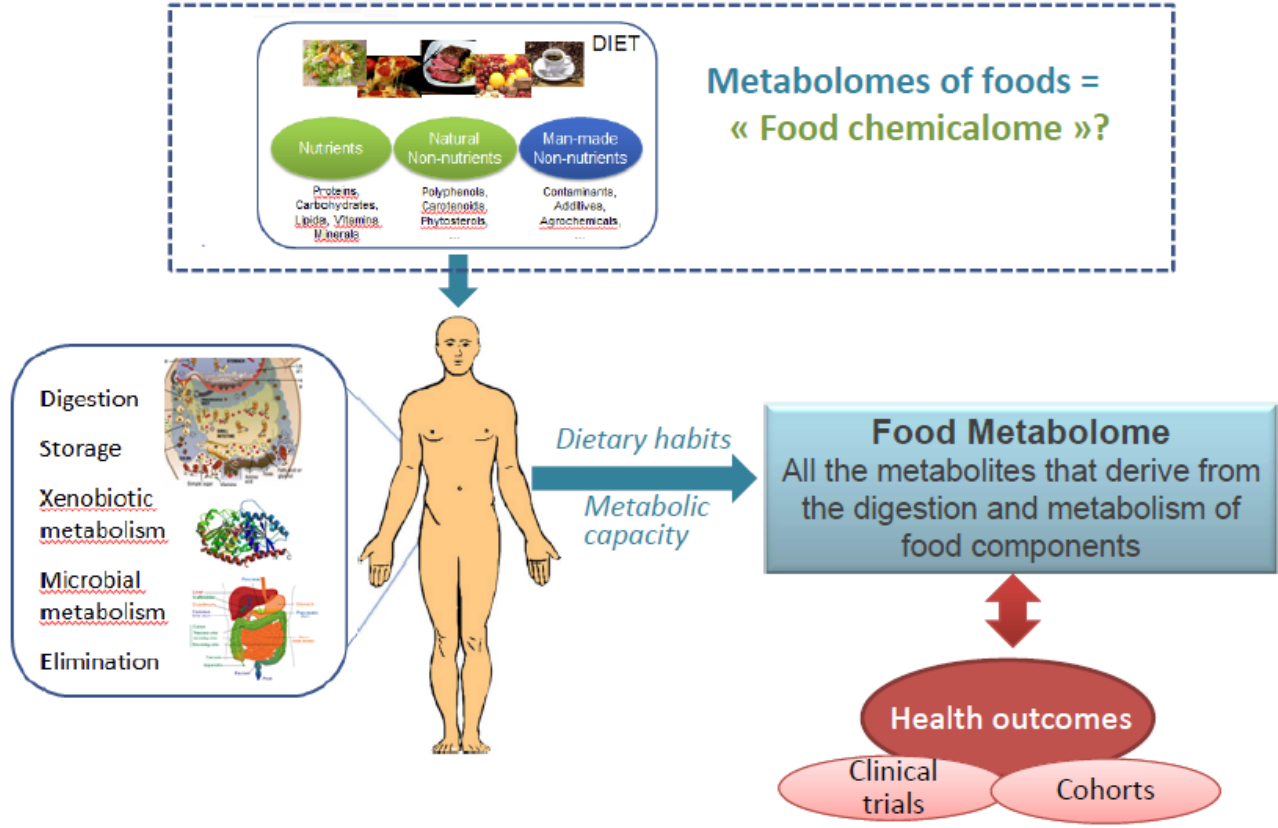 DIET
Metabolomes of foods =
« Food chemicalome »?
Nutrients
Natural
Non-nutrients
Man-made
Non-nutrients
Proteins,
Carbohydrates,
Lipids, Vitamins
Minerals
Polyphenols,
Carotenoids,
Phytosterols,
...
Contaminants,
Additives,
Agrochemicals,
...
Digestion
Storage
Xenobiotic
metabolism
Microbial
metabolism
Elimination
Dietary habits
Metabolic
capacity
Food Metabolome
All the metabolites that derive from
the digestion and metabolism of
food components
Health outcomes
Clinical
trials
Cohorts